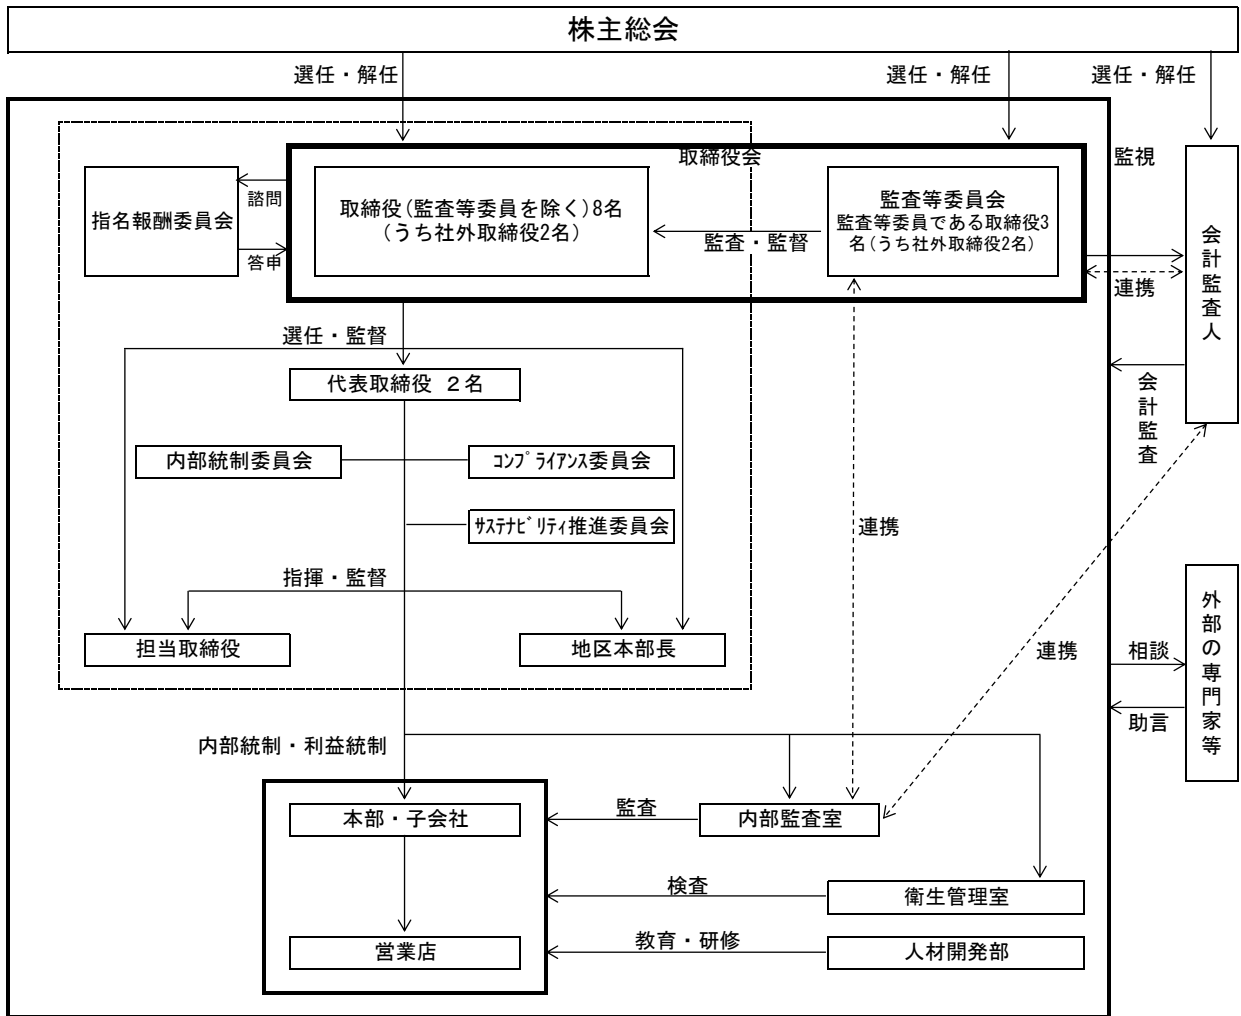 株主総会
選任・解任
選任・解任
選任・解任
取締役会
監視
指名報酬委員会
諮問
答申
取締役(監査等委員を除く)8名
(うち社外取締役2名)
監査・監督
監査等委員会
監査等委員である取締役3
名(うち社外取締役2名)
連携
会計監査人
選任・監督
代表取締役 2名
会計監査
内部統制委員会
コンプライアンス委員会
サステナビリティ推進委員会
連携
指揮・監督
担当取締役
地区本部長
連携
相談
助言
外部の専門家等
内部統制・利益統制
本部・子会社
監査
内部監査室
検査
衛生管理室
営業店
教育・研修
人材開発部